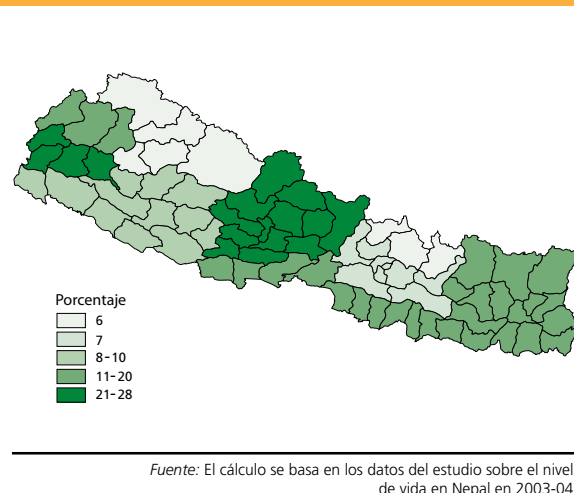 Porcentaje
6
7
8-10
11-20
21-28
Fuente: El cálculo se basa en los datos del estudio sobre el nivel
de vida en Nepal en 2003-04